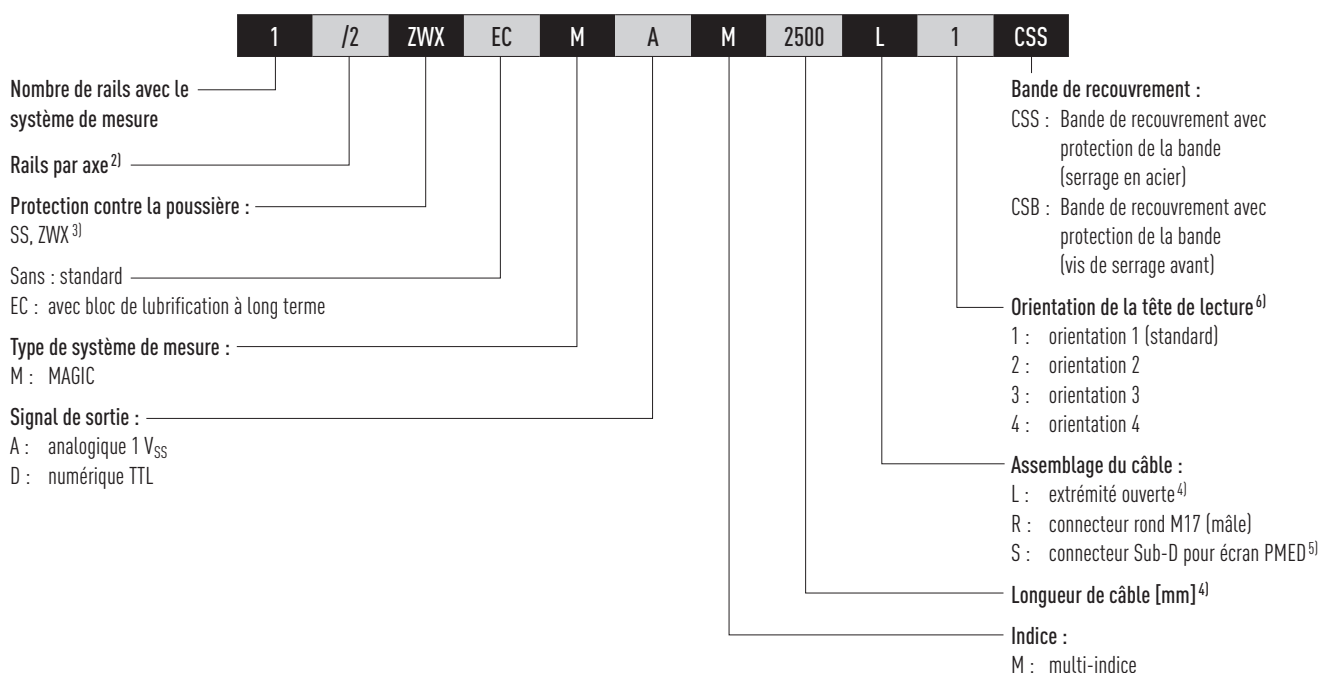 1 /2 ZWX EC M A M 2500 L 1 CSS
Nombre de rails avec le
système de mesure
Rails par axe 2)
Protection contre la poussière :
SS, ZWX 3)
Sans : standard
EC : avec bloc de lubrification à long terme
Type de système de mesure :
M : MAGIC
Signal de sortie :
A : analogique 1 VSS
D : numérique TTL
Bande de recouvrement :
CSS : Bande de recouvrement avec
protection de la bande
(serrage en acier)
CSB : Bande de recouvrement avec
protection de la bande
(vis de serrage avant)
Orientation de la tête de lecture 6)
1 : orientation 1 (standard)
2 : orientation 2
3 : orientation 3
4 : orientation 4
Assemblage du câble :
L : extrémité ouverte 4)
R : connecteur rond M17 (mâle)
S : connecteur Sub-D pour écran PMED 5)
Longueur de câble [mm] 4)
Indice :
M : multi-indice